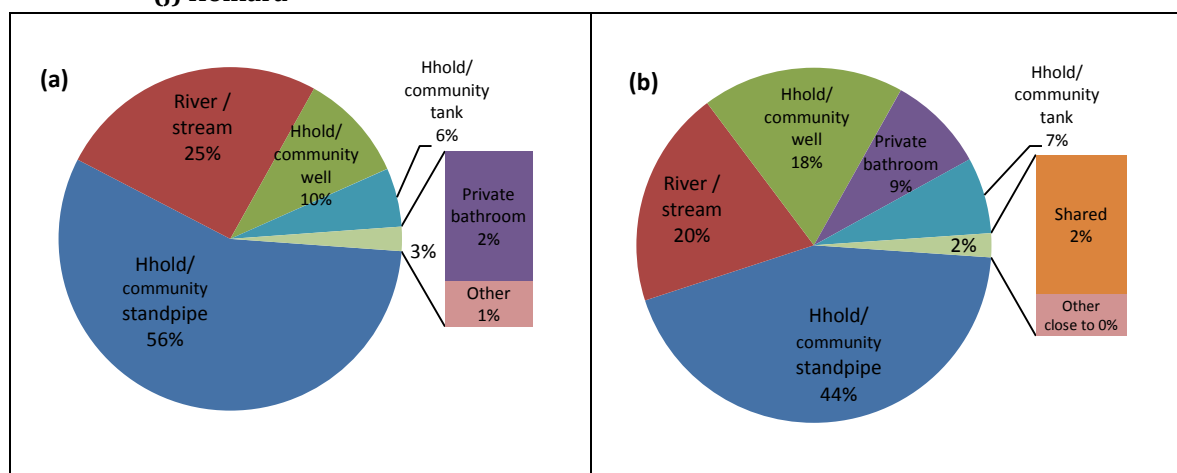 (a)
Hhold/
community
tank
6%
River /
stream
25%
Hhold/
community
well
10%
Private
bathroom
2%
3%
Other
1%
Hhold/
community
standpipe
56%
(b)
Hhold/
community
tank
7%
Hhold/
community
well
18%
Private
bathroom
9%
River /
stream
20%
Shared
2%
2%
Other
close to 0%
Hhold/
community
standpipe
44%